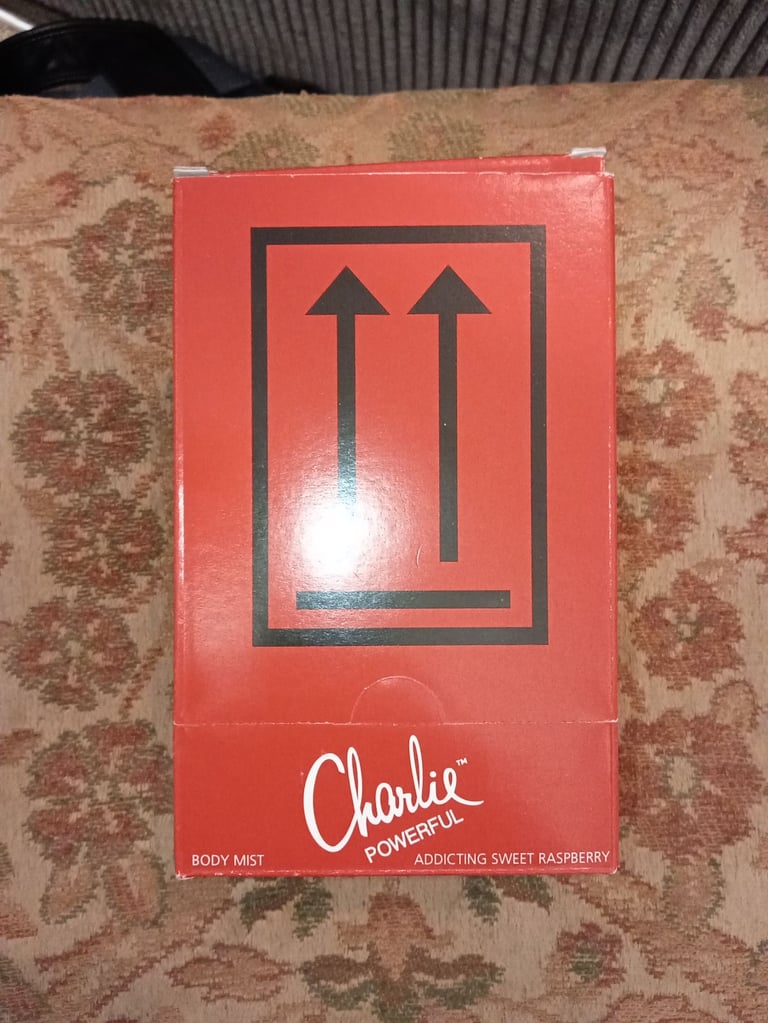 Charlie™
POWERFUL
BODY MIST
ADDICTING SWEET RASPBERRY